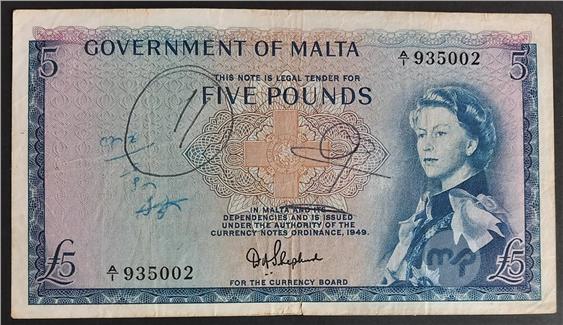 GOVERNMENT OF MALTA
A/1 935002
5
5
THIS NOTE IS LEGAL TENDER FOR
FIVE POUNDS
IN MALTA AND ITS
DEPENDENCIES AND IS ISSUED
UNDER THE AUTHORITY OF THE
CURRENCY NOTES ORDINANCE, 1949.
£5
A/1 935002
FOR THE CURRENCY BOARD
mp
£5